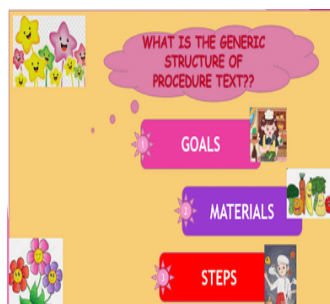 WHAT IS THE GENERIC
STRUCTURE OF
PROCEDURE TEXT??
1
GOALS
2
MATERIALS
3
STEPS